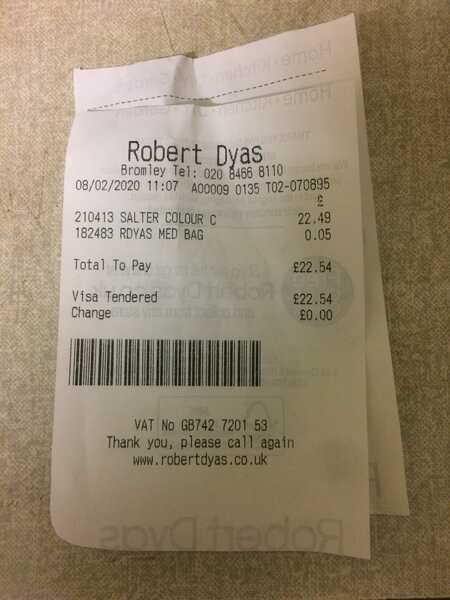 Robert Dyas
Bromley Tel: 020 8466 8110
08/02/2020 11:07 A00009 0135 T02-070895
£
210413 SALTER COLOUR C 22.49
182483 RDYAS MED BAG 0.05
Total To Pay £22.54
Visa Tendered £22.54
Change £0.00
VAT No GB742 7201 53
Thank you, please call again
www.robertdyas.co.uk
Robert Dyas